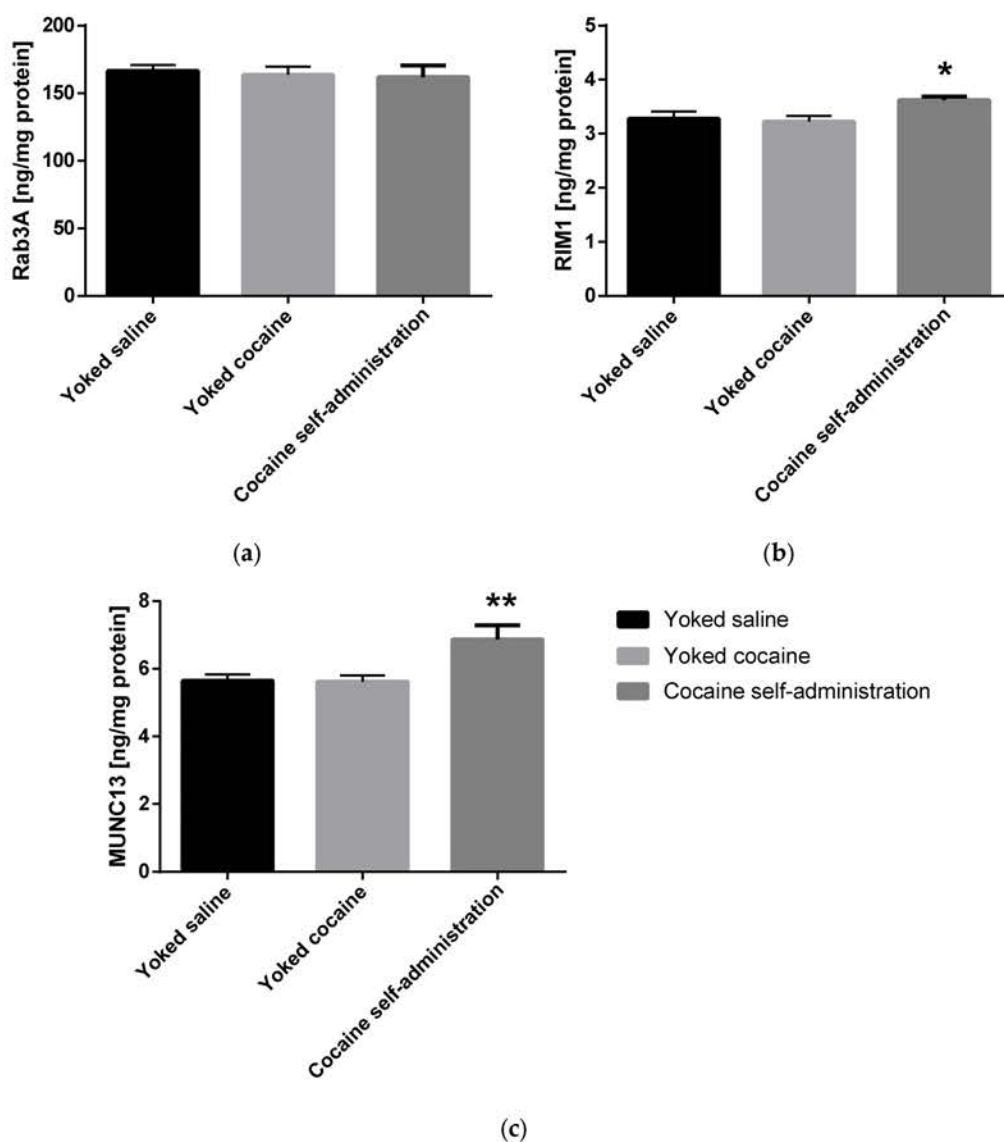 Rab3A [ng/mg protein]
200
150
100
50
0
Yoked saline
Yoked cocaine
Cocaine self-administration
(a)
RIM1 [ng/mg protein]
5
4
3
2
1
0
*
Yoked saline
Yoked cocaine
Cocaine self-administration
(b)
MUNC13 [ng/mg protein]
8
6
4
2
0
**
Yoked saline
Yoked cocaine
Cocaine self-administration
(c)
Yoked saline
Yoked cocaine
Cocaine self-administration